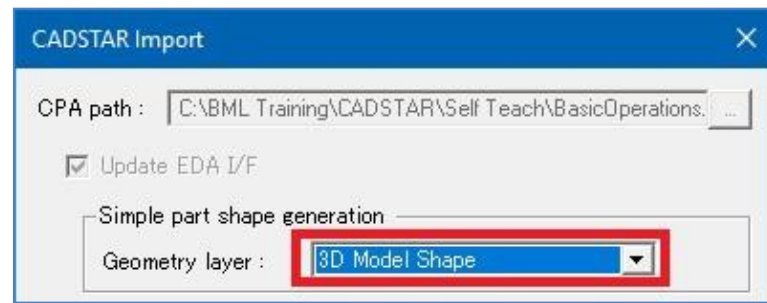 CADSTAR Import
CPA path : C:\BML Training\CADSTAR\Self Teach\BasicOperations. ...
Update EDA I/F
Simple part shape generation
Geometry layer : 3D Model Shape